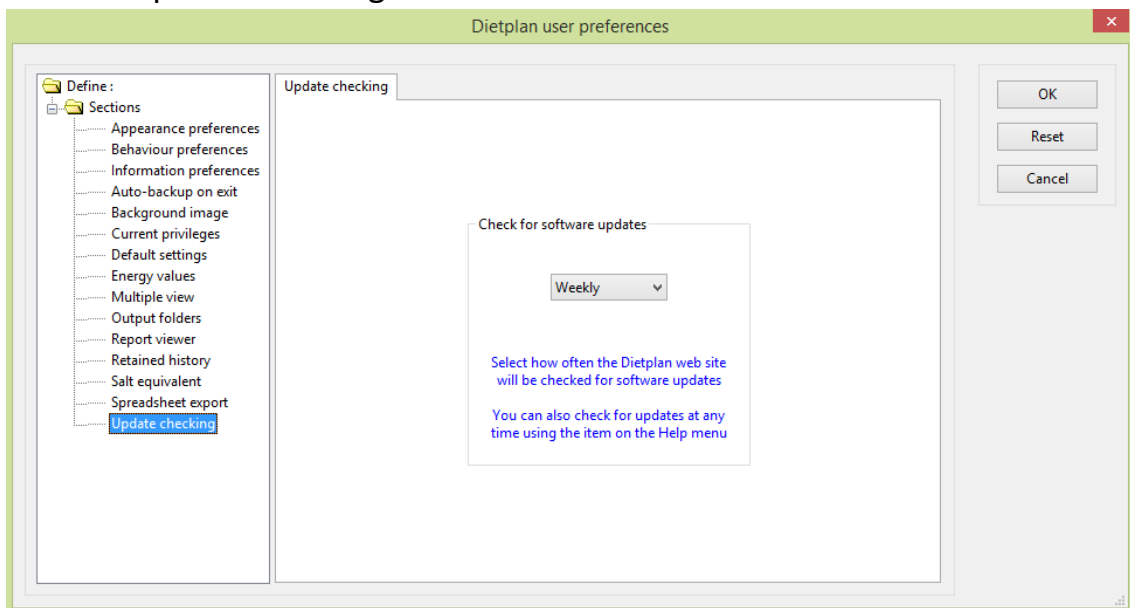 Dietplan user preferences
Define :
Sections
Appearance preferences
Behaviour preferences
Information preferences
Auto-backup on exit
Background image
Current privileges
Default settings
Energy values
Multiple view
Output folders
Report viewer
Retained history
Salt equivalent
Spreadsheet export
Update checking
Update checking
Check for software updates
Weekly
Select how often the Dietplan web site
will be checked for software updates
You can also check for updates at any
time using the item on the Help menu
OK
Reset
Cancel